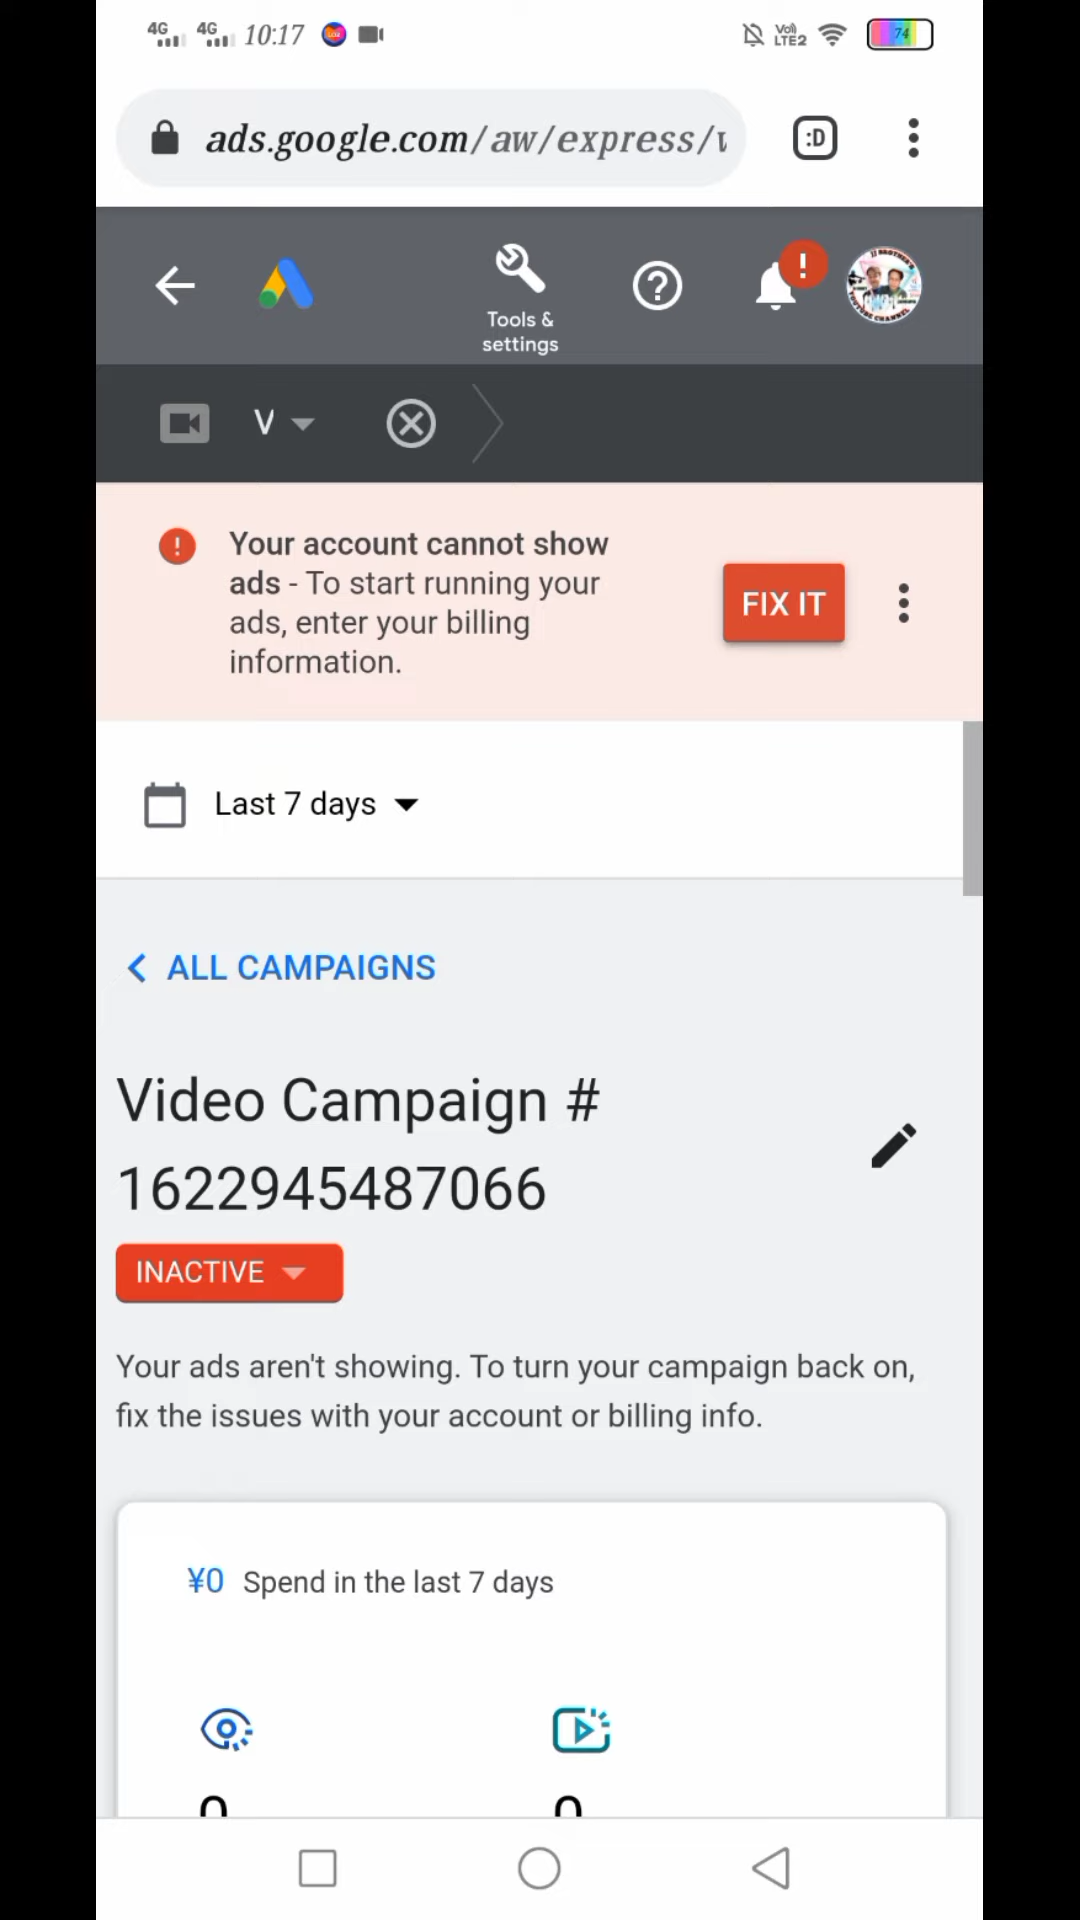 4G 4G 10:17 Vo) LTE2 74
ads.google.com/aw/express/v
:D
!
Tools &
settings
V
Your account cannot show
ads - To start running your
ads, enter your billing
information.
FIX IT
Last 7 days
ALL CAMPAIGNS
Video Campaign #
1622945487066
INACTIVE
Your ads aren't showing. To turn your campaign back on,
fix the issues with your account or billing info.
¥0 Spend in the last 7 days
0 0